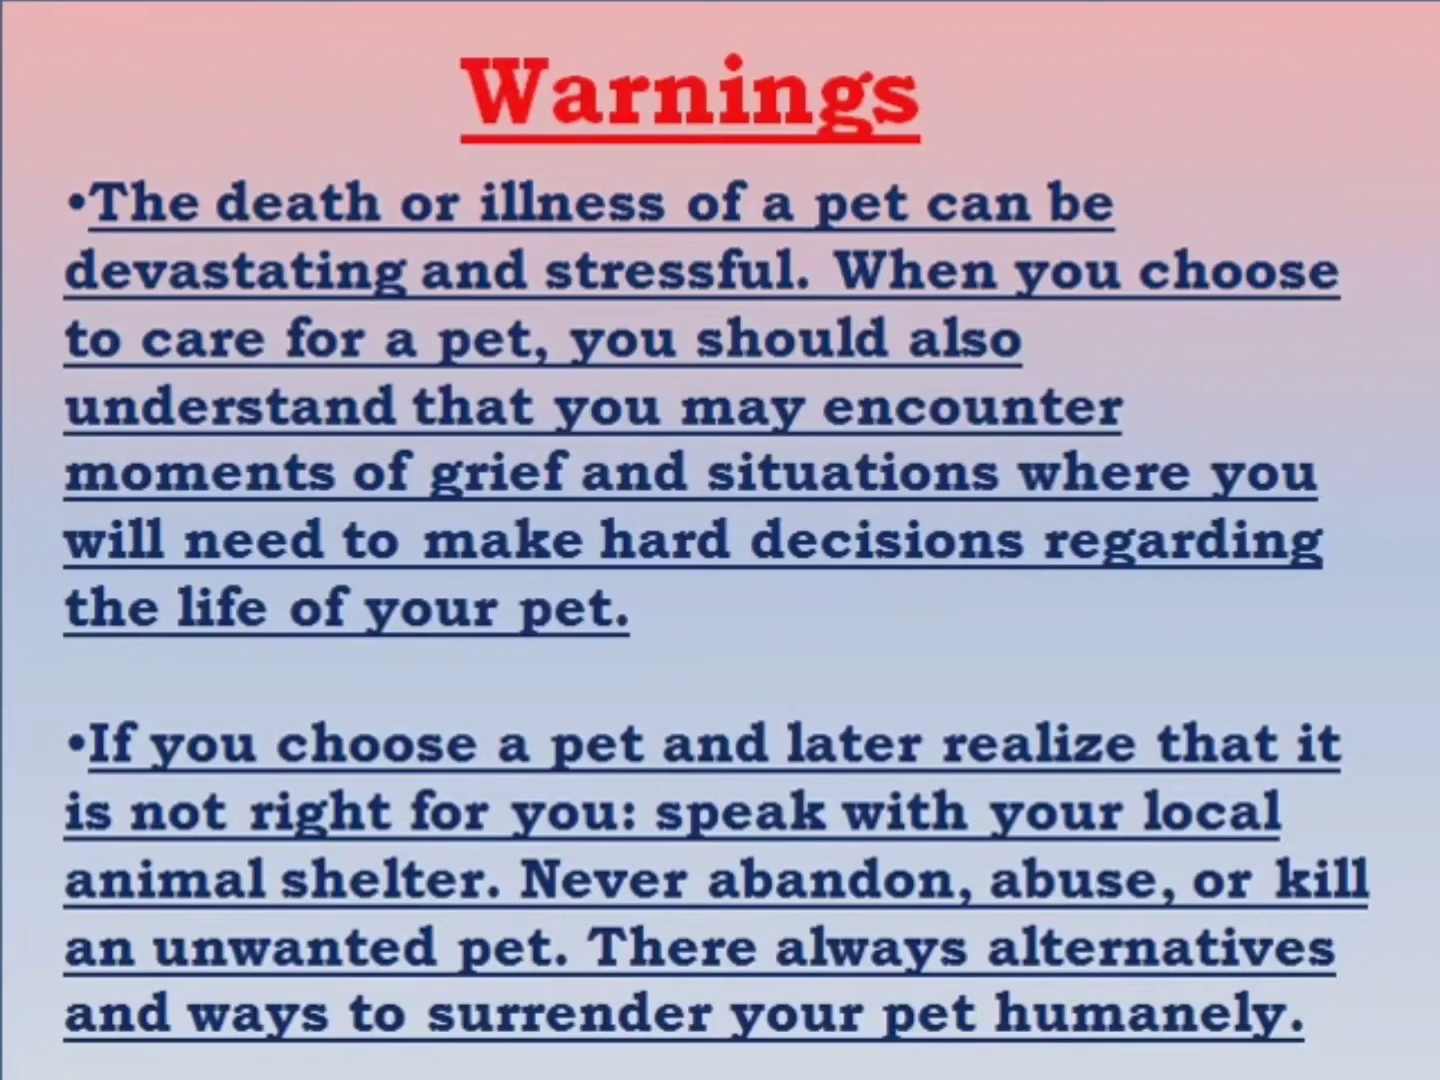 Warnings
•The death or illness of a pet can be
devastating and stressful. When you choose
to care for a pet, you should also
understand that you may encounter
moments of grief and situations where you
will need to make hard decisions regarding
the life of your pet.
•If you choose a pet and later realize that it
is not right for you: speak with your local
animal shelter. Never abandon, abuse, or kill
an unwanted pet. There always alternatives
and ways to surrender your pet humanely.